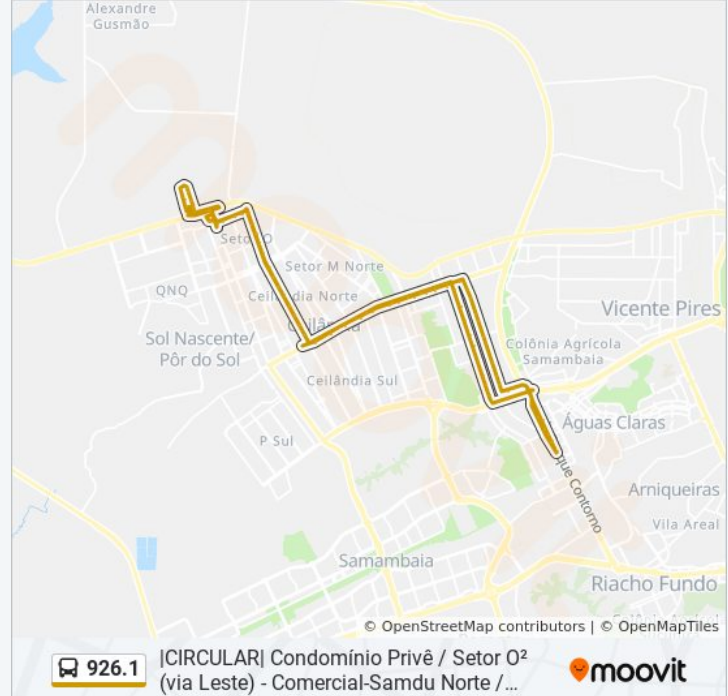 Alexandre
Gusmão
Setor O
Setor M Norte
QNQ
Ceilândia Norte
Vicente Pires
Sol Nascente/
Pôr do Sol
Colônia Agrícola
Samambaia
Ceilândia Sul
Águas Claras
P Sul
Arniqueiras
Vila Areal
Samambaia
Riacho Fundo
© OpenStreetMap contributors | © OpenMapTiles
926.1
|CIRCULAR| Condomínio Privê / Setor O²
(via Leste) - Comercial-Samdu Norte /...
moovit